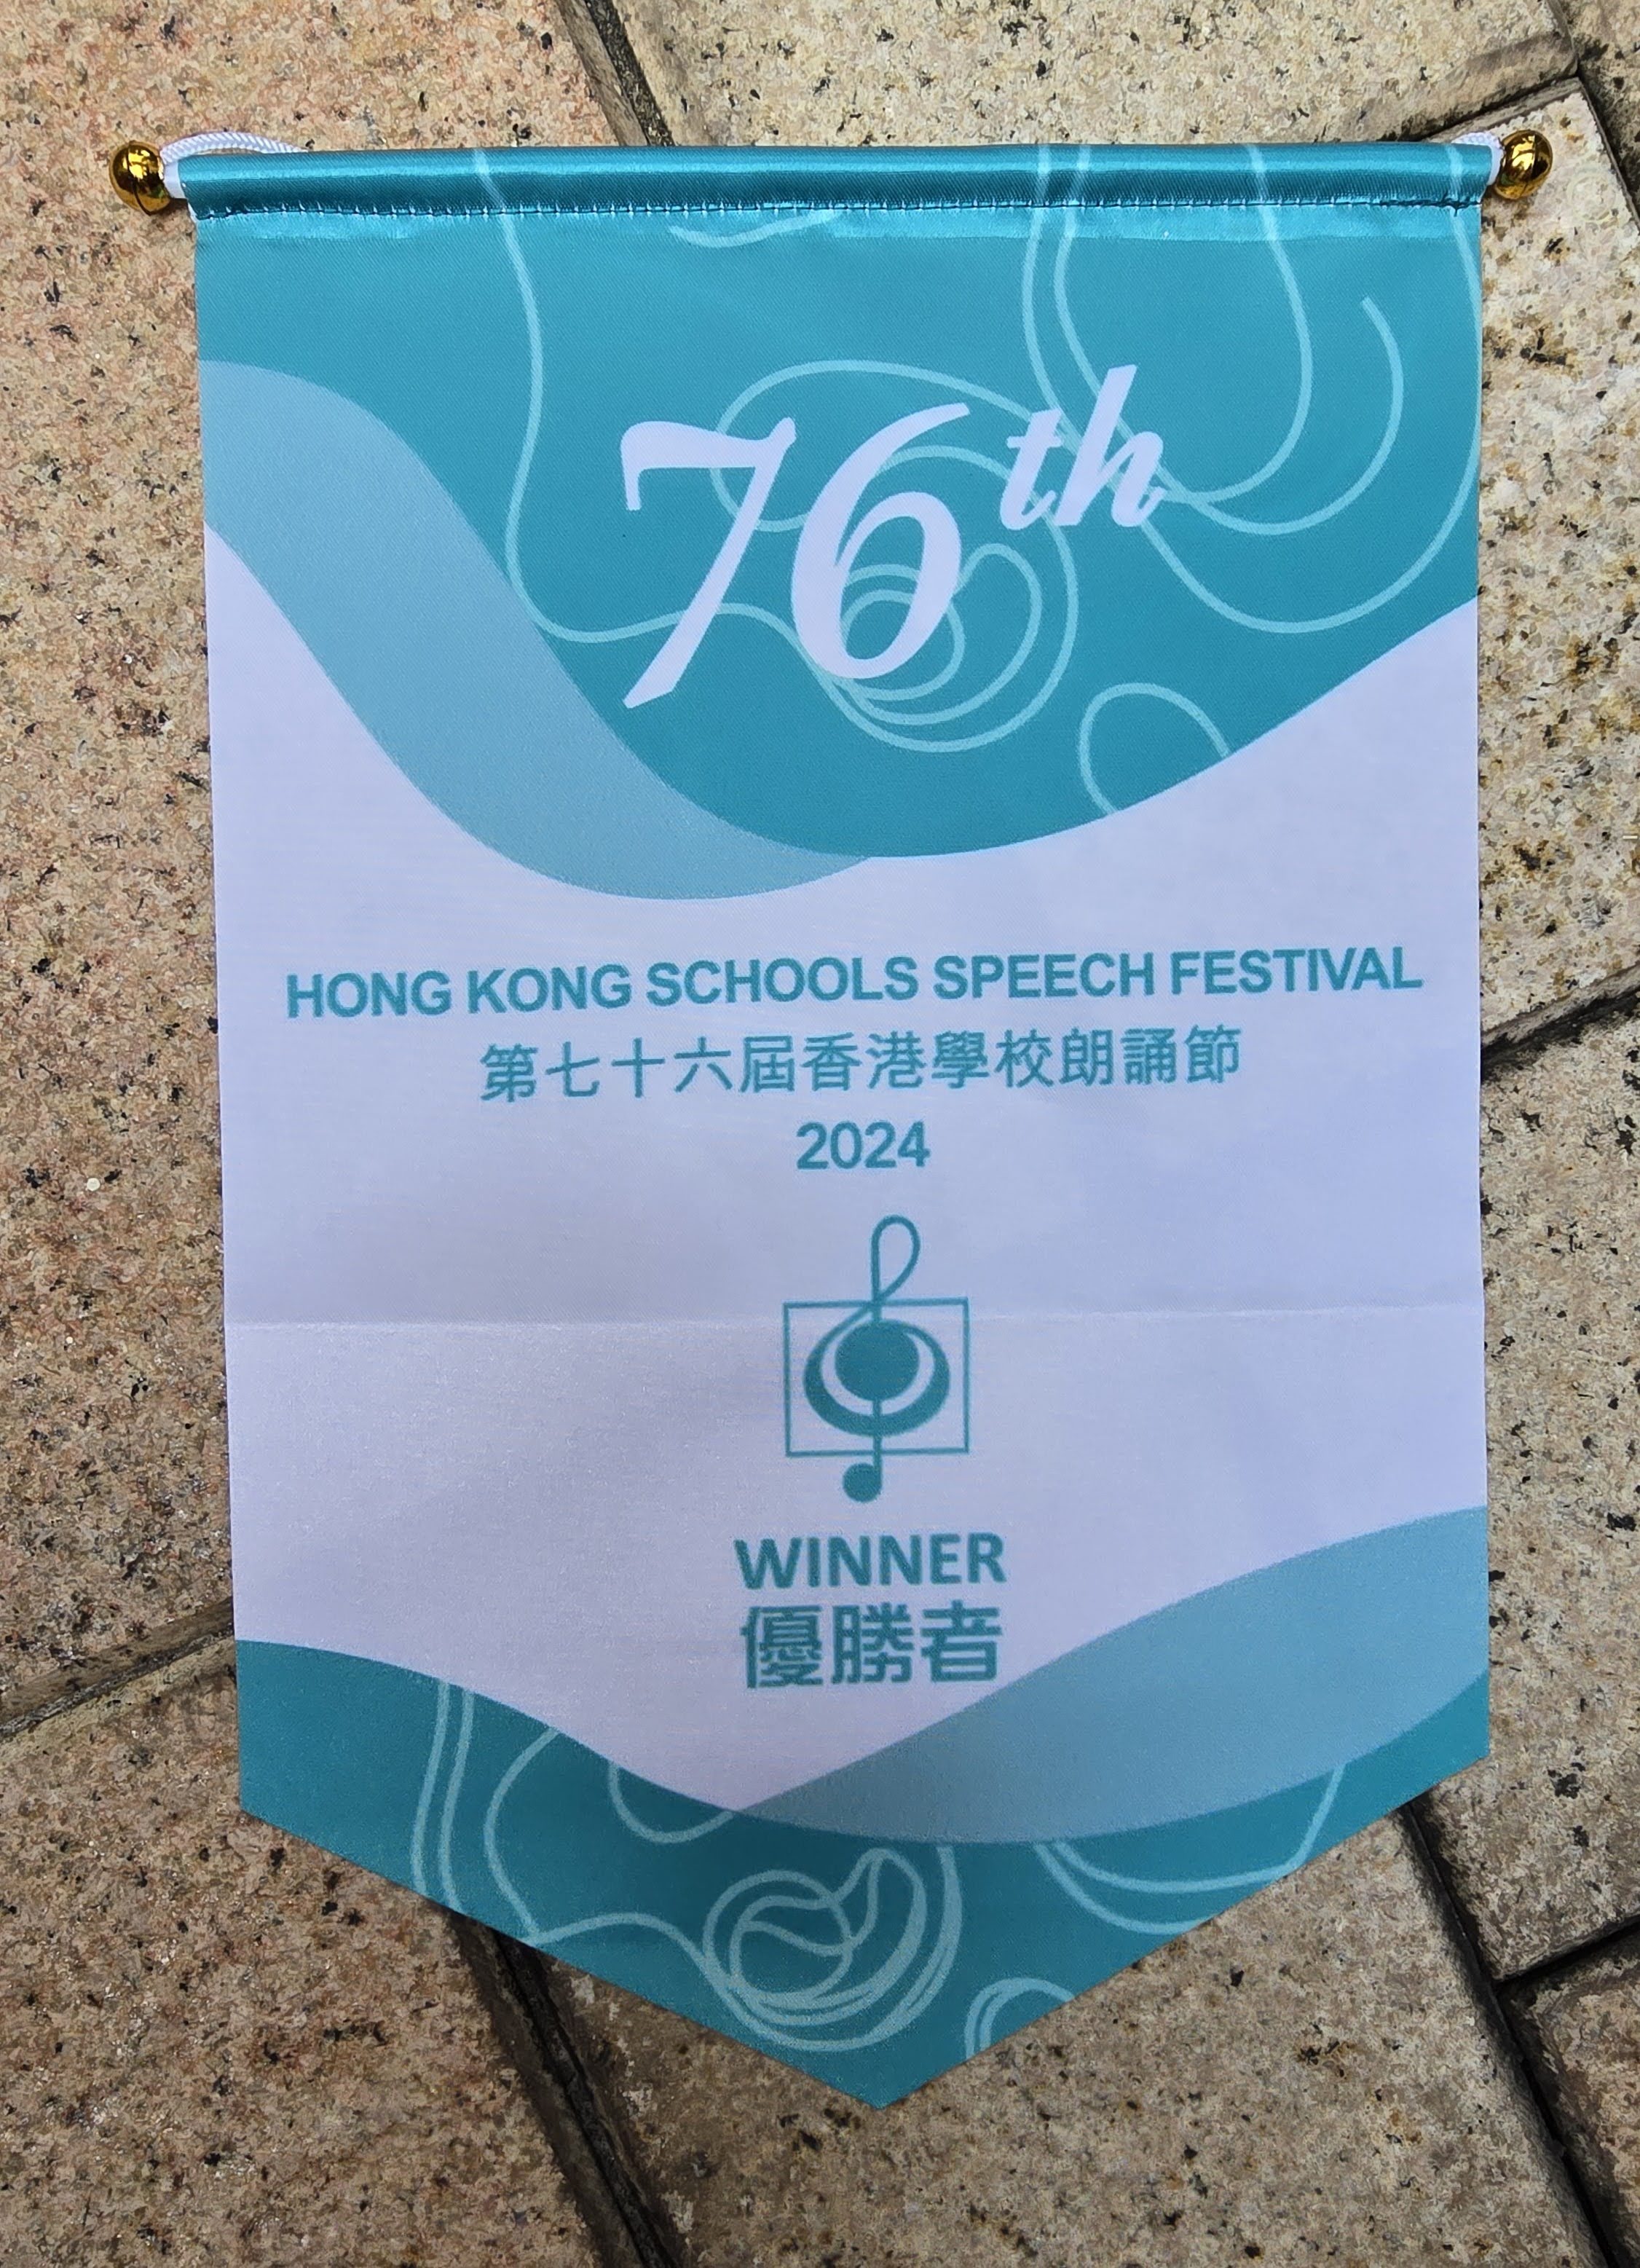 76th
HONG KONG SCHOOLS SPEECH FESTIVAL
第七十六屆香港學校朗誦節
2024
WINNER
優勝者